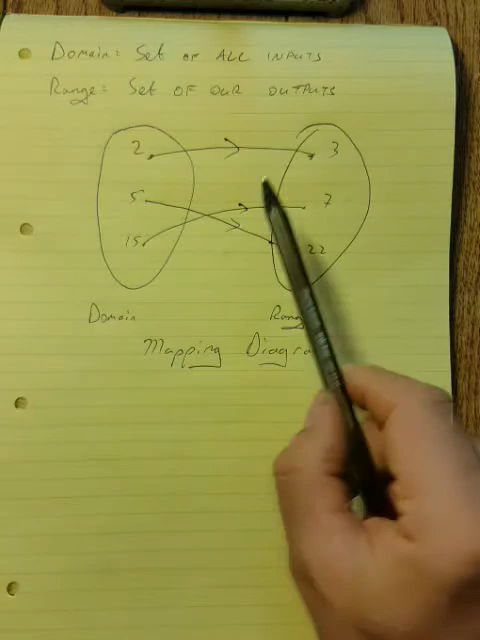 Domain: Set of ALL INPUTS
Range: Set OF OUR OUTPUTS
2 3
5 7
15 22
Domain
Mapping